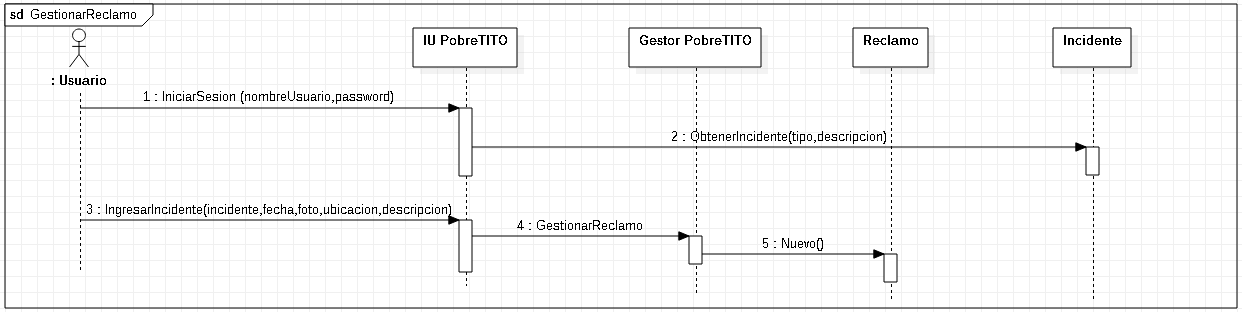 sd GestionarReclamo
IU PobreTITO
Gestor PobreTITO
Reclamo
Incidente
: Usuario
1 : IniciarSesion (nombreUsuario,password)
2 : ObtenerIncidente(tipo,descripcion)
3 : IngresarIncidente(incidente,fecha,foto,ubicacion,descripcion)
4 : GestionarReclamo
5 : Nuevo()